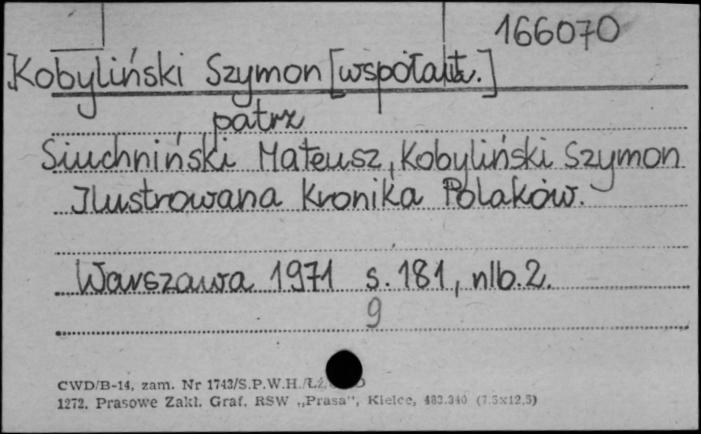 166070
Kobyliński Szymon [współaut.]
patrz
Siuchniński Mateusz, Kobyliński Szymon
Ilustrowana Kronika Polaków.
Warszawa 1971 s. 181, nlb. 2.
9
CWD/B-14, zam. Nr 1743/S.P.W.H.
1272. Prasowe Zakł. Graf. RSW „Prasa", Kielce, 483.340 (7.5x12,5)